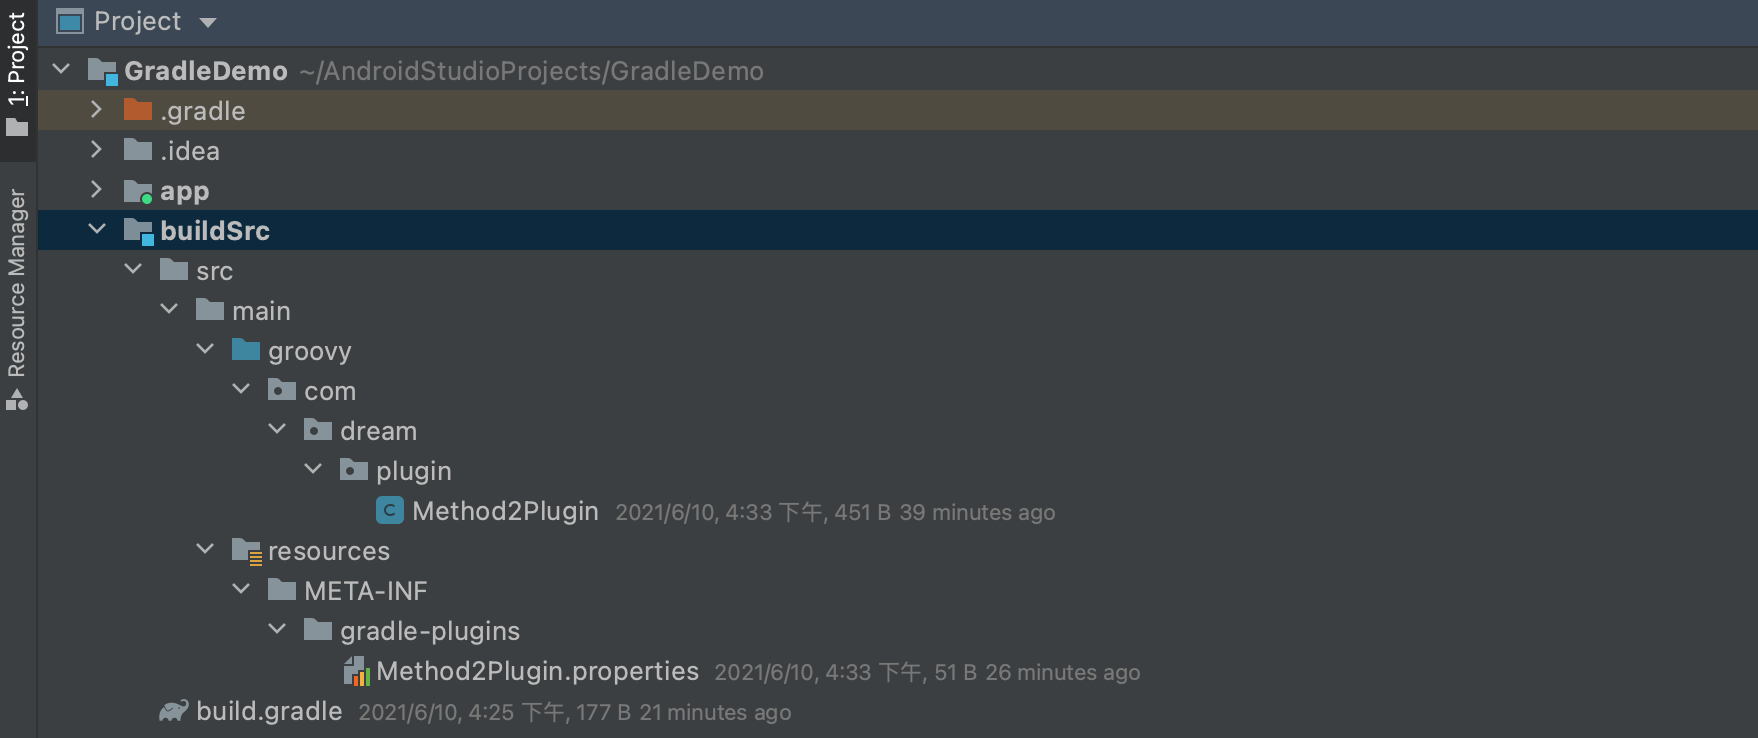 Project
1: Project
Resource Manager
GradleDemo ~/AndroidStudioProjects/GradleDemo
.gradle
.idea
app
buildSrc
src
main
groovy
com
dream
plugin
C Method2Plugin 2021/6/10, 4:33 下午, 451 B 39 minutes ago
resources
META-INF
gradle-plugins
Method2Plugin.properties 2021/6/10, 4:33 下午, 51 B 26 minutes ago
build.gradle 2021/6/10, 4:25 下午, 177 B 21 minutes ago